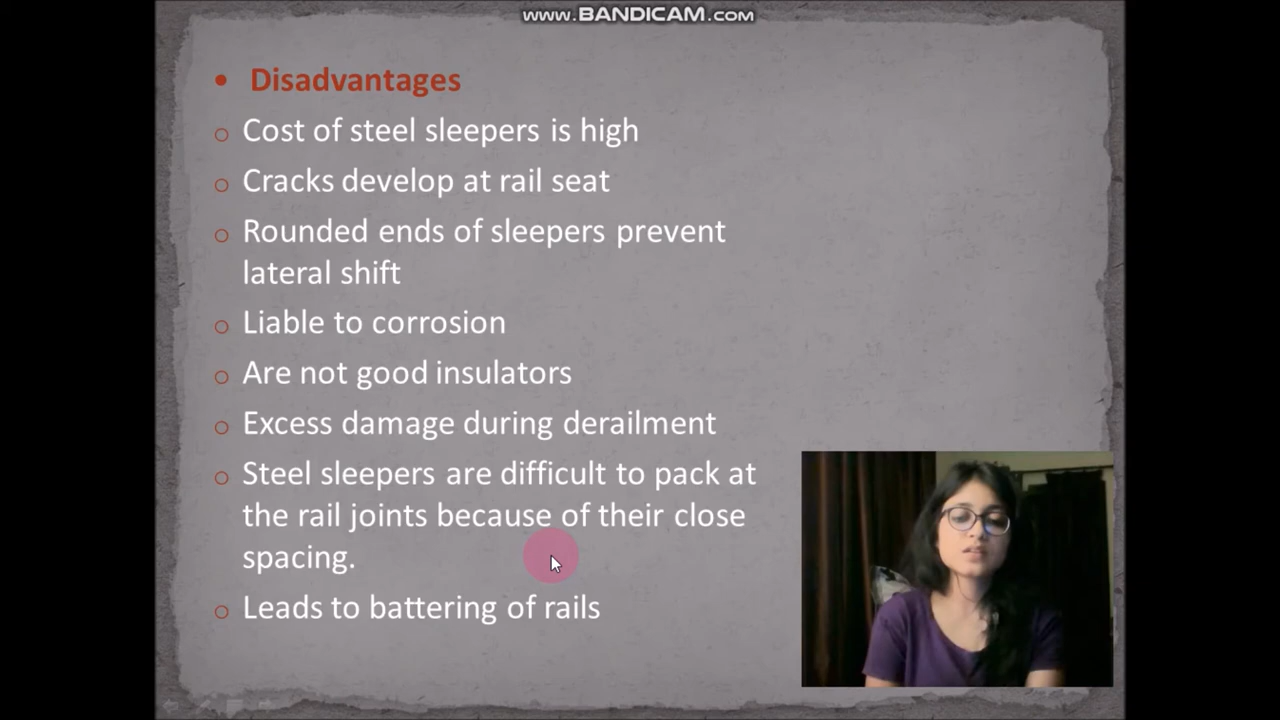 www.BANDICAM.com
• Disadvantages
o Cost of steel sleepers is high
o Cracks develop at rail seat
o Rounded ends of sleepers prevent
lateral shift
o Liable to corrosion
o Are not good insulators
o Excess damage during derailment
o Steel sleepers are difficult to pack at
the rail joints because of their close
spacing.
o Leads to battering of rails